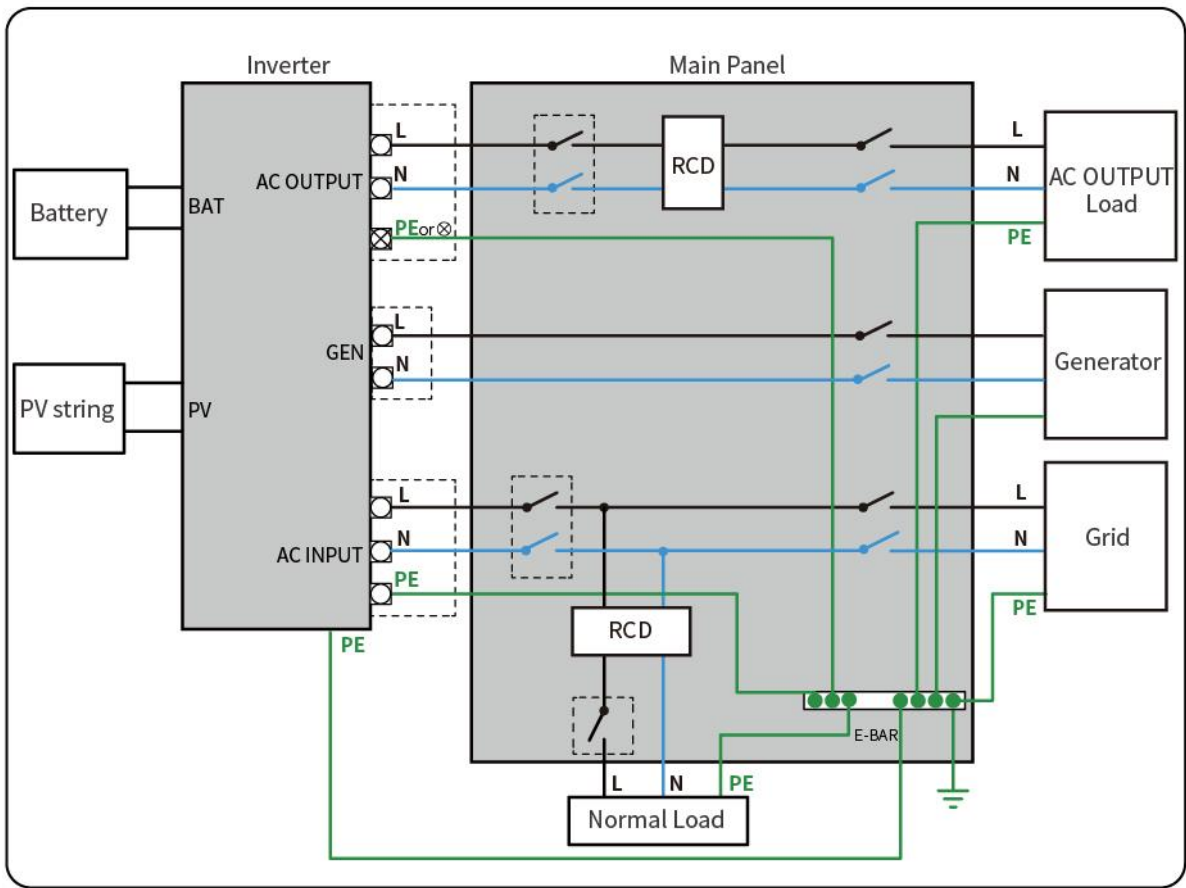 Inverter
Main Panel
L
N
AC OUTPUT
PEor⊗
RCD
L
N
PE
AC OUTPUT
Load
Battery
BAT
L
GEN
N
Generator
PV string
PV
L
N
AC INPUT
PE
L
N
PE
Grid
RCD
PE
E-BAR
L
N
PE
Normal Load